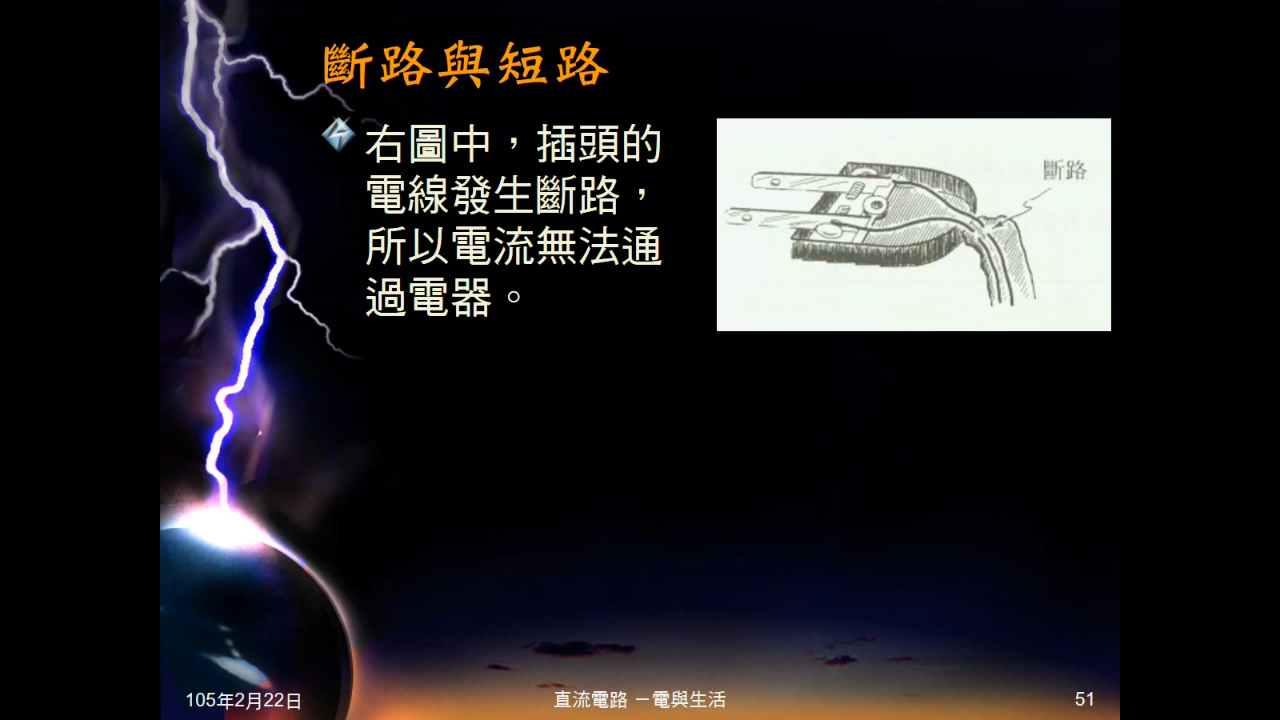 斷路與短路
右圖中，插頭的
電線發生斷路，
所以電流無法通
過電器。
斷路
105年2月22日
直流電路 －電與生活
51